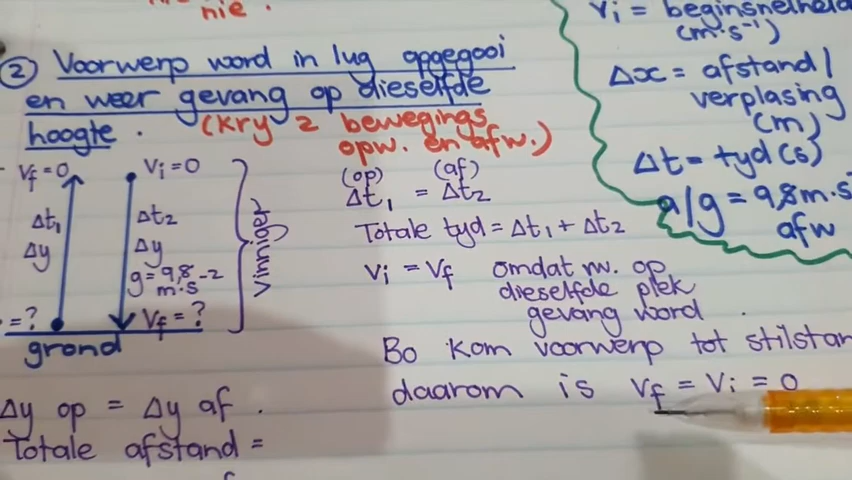 nie.
② Voorwerp word in lug opgegooi
en weer gevang op dieselfde
hoogte. (Kry 2 bewegings
opw. en afw.)
Vf=0
Δt₁
Δy
=?
Vi=0
Δt₂
Δy
g=9,8
m·s⁻²
Vf=?
grond
Vinnigst
(op) (af)
Δt₁ = Δt₂
Totale tyd = Δt₁ + Δt₂
Vi = Vf omdat vw. op
dieselfde plek
gevang word.
Bo kom voorwerp tot
daarom is Vf = Vi = 0
Δy op = Δy af.
Totale afstand =
Vi =
(m·s⁻¹)
Δx = afstand/
verplasing
(m)
Δt = tyd (s)
a/g = 9,8
afw